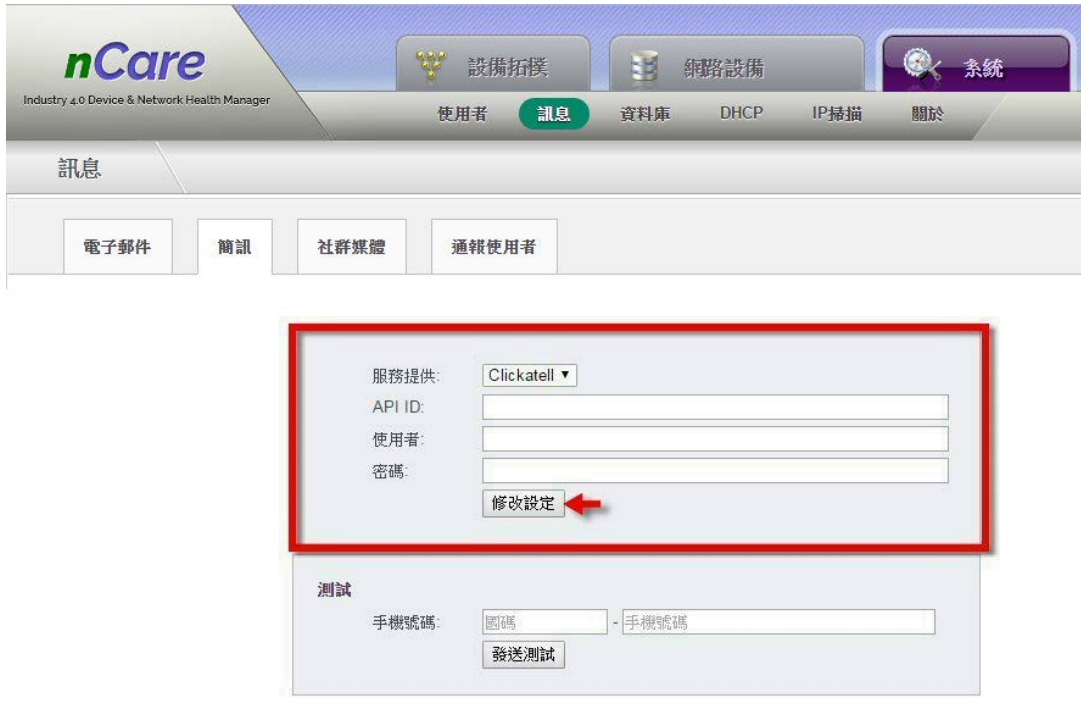 nCare
Industry 4.0 Device & Network Health Manager
設備拓樸 網路設備 系統
使用者 訊息 資料庫 DHCP IP掃描 關於
訊息
電子郵件 簡訊 社群媒體 通報使用者
服務提供: Clickatell ▼
API ID:
使用者:
密碼:
修改設定
測試
手機號碼: 國碼 - 手機號碼
發送測試